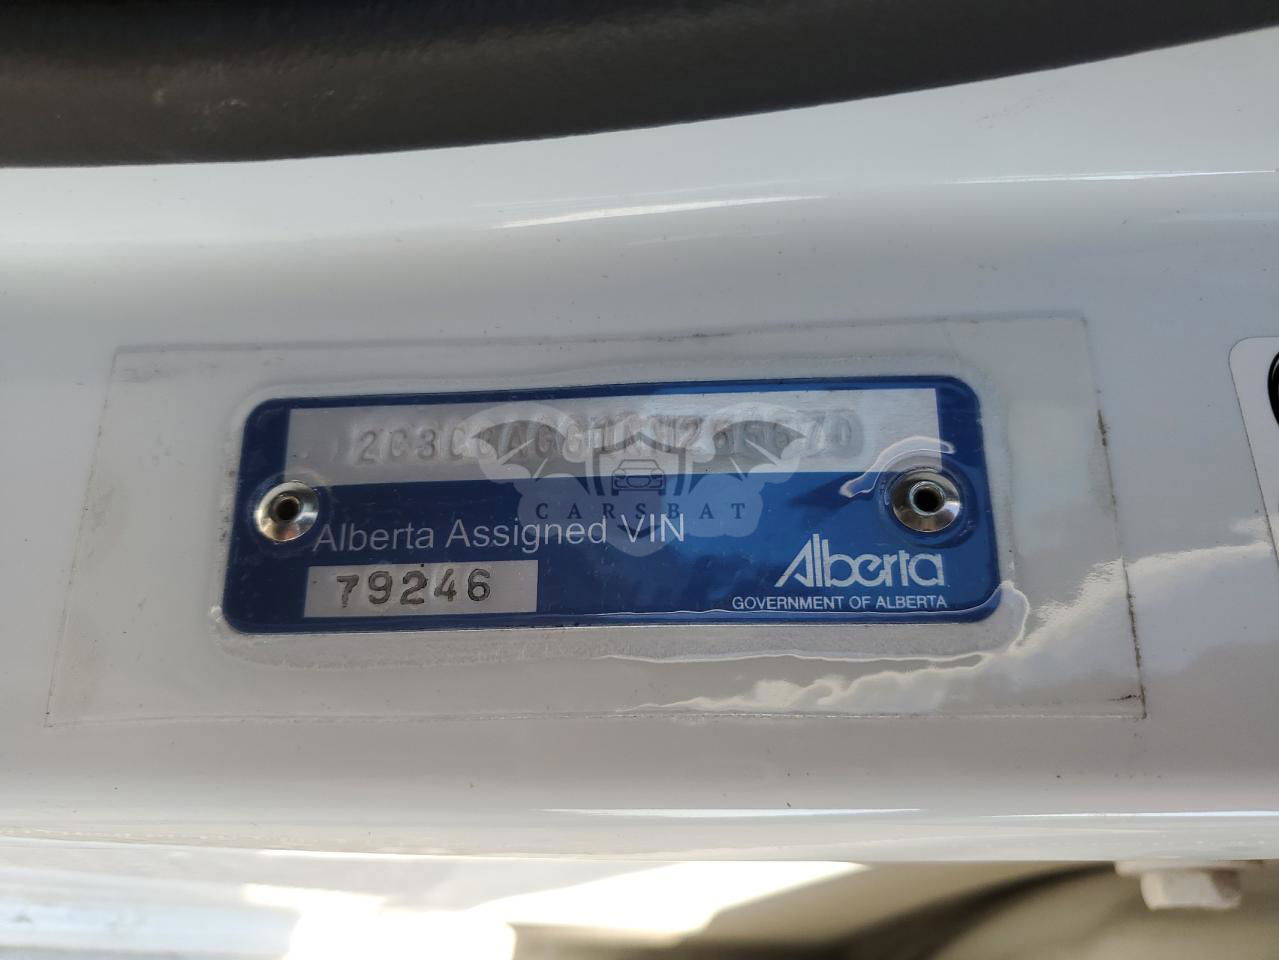 CARSBAT
Alberta Assigned VIN
79246
Alberta
GOVERNMENT OF ALBERTA